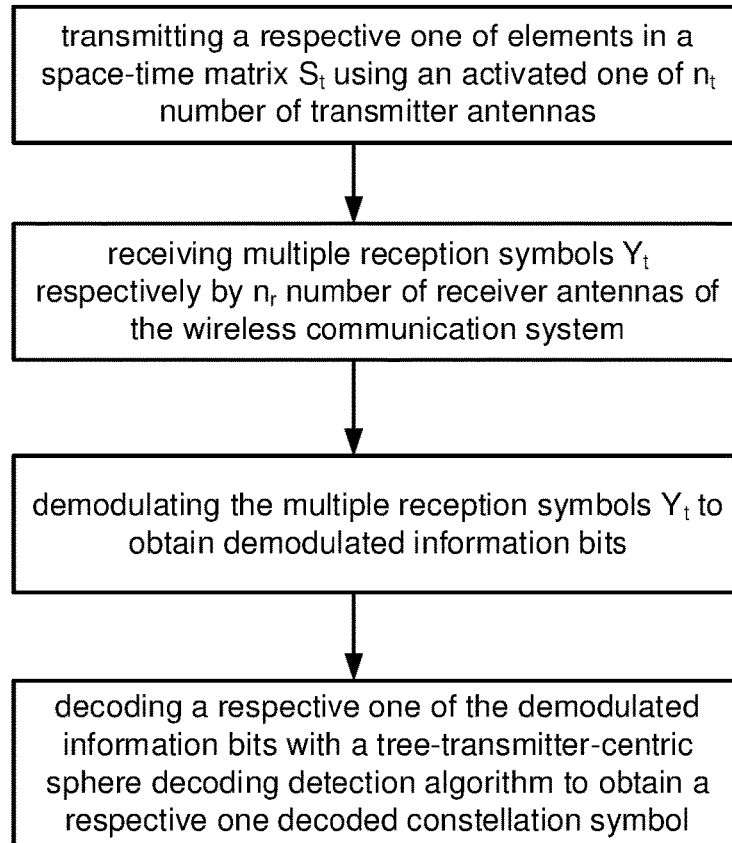 transmitting a respective one of elements in a
space-time matrix St using an activated one of nt
number of transmitter antennas
receiving multiple reception symbols Yt
respectively by nr number of receiver antennas of
the wireless communication system
demodulating the multiple reception symbols Yt to
obtain demodulated information bits
decoding a respective one of the demodulated
information bits with a tree-transmitter-centric
sphere decoding detection algorithm to obtain a
respective one decoded constellation symbol